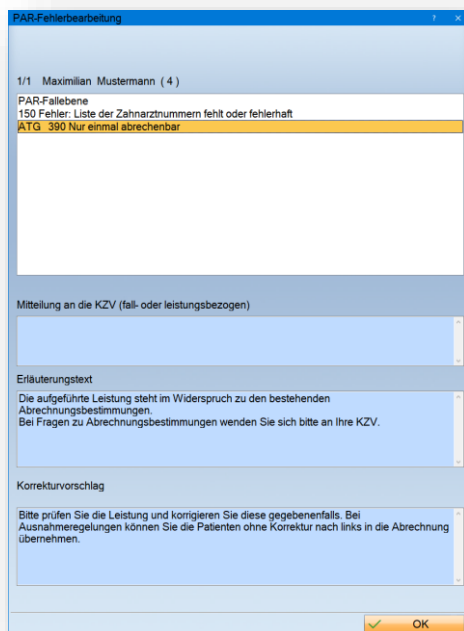 PAR-Fehlerbearbeitung ? ×
1/1 Maximilian Mustermann ( 4 )
PAR-Fallebene
150 Fehler: Liste der Zahnarztnummern fehlt oder fehlerhaft
ATG 390 Nur einmal abrechenbar
Mitteilung an die KZV (fall- oder leistungsbezogen)
Erläuterungstext
Die aufgeführte Leistung steht im Widerspruch zu den bestehenden
Abrechnungsbestimmungen.
Bei Fragen zu Abrechnungsbestimmungen wenden Sie sich bitte an Ihre KZV.
Korrekturvorschlag
Bitte prüfen Sie die Leistung und korrigieren Sie diese gegebenenfalls. Bei
Ausnahmeregelungen können Sie die Patienten ohne Korrektur nach links in die Abrechnung
übernehmen.
OK